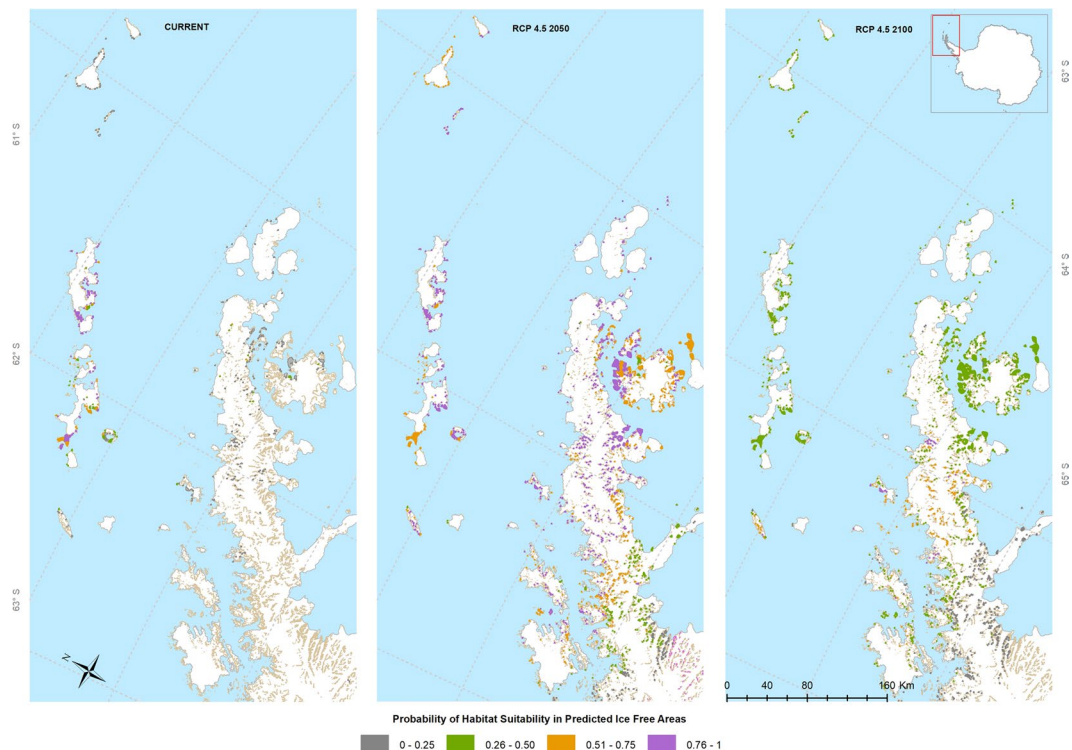 CURRENT
RCP 4.5 2050
RCP 4.5 2100
61° S
62° S
63° S
63° S
64° S
65° S
N
0 40 80 160 Km
Probability of Habitat Suitability in Predicted Ice Free Areas
0 - 0.25 0.26 - 0.50 0.51 - 0.75 0.76 - 1